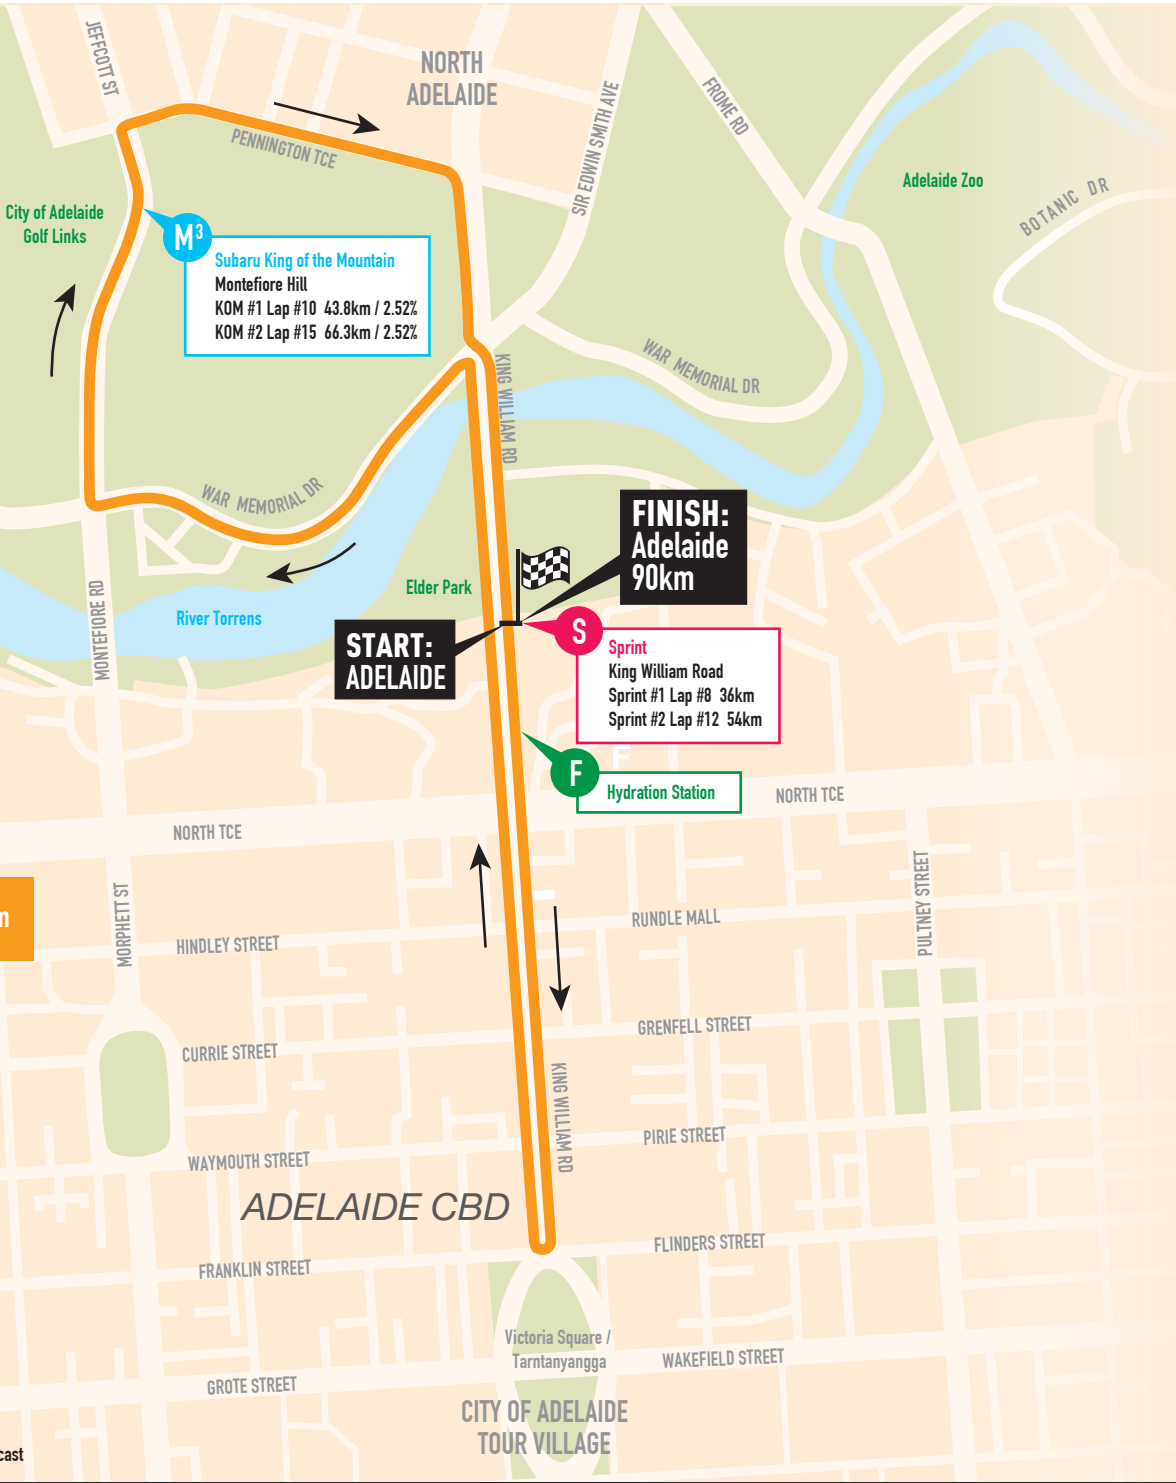 JEFFCOTT ST
NORTH
ADELAIDE
PENNINGTON TCE
SIR EDWIN SMITH AVE
FROME RD
Adelaide Zoo
BOTANIC DR
City of Adelaide
Golf Links
M3
Subaru King of the Mountain
Montefiore Hill
KOM #1 Lap #10 43.8km / 2.52%
KOM #2 Lap #15 66.3km / 2.52%
WAR MEMORIAL DR
KING WILLIAM RD
WAR MEMORIAL DR
FINISH:
Adelaide
90km
Elder Park
River Torrens
MONTEFIORE RD
START:
ADELAIDE
S
Sprint
King William Road
Sprint #1 Lap #8 36km
Sprint #2 Lap #12 54km
F
F
Hydration Station
NORTH TCE
NORTH TCE
MORPHETT ST
PULTNEY STREET
n
HINDLEY STREET
RUNDLE MALL
CURRIE STREET
GRENFELL STREET
KING WILLIAM RD
WAYMOUTH STREET
PIRIE STREET
ADELAIDE CBD
FRANKLIN STREET
FLINDERS STREET
Victoria Square /
Tarntanyangga
WAKEFIELD STREET
GROTE STREET
CITY OF ADELAIDE
TOUR VILLAGE
cast